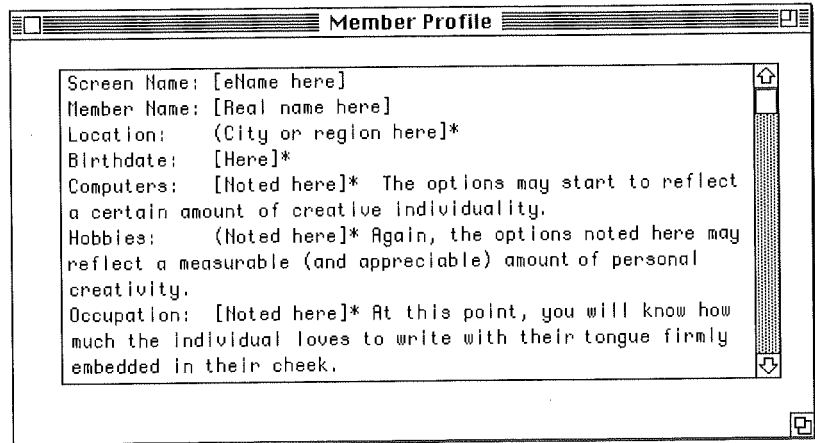 Member Profile
Screen Name: [eName here]
Member Name: [Real name here]
Location: (City or region here]*
Birthdate: [Here]*
Computers: [Noted here]* The options may start to reflect
a certain amount of creative individuality.
Hobbies: (Noted here]* Again, the options noted here may
reflect a measurable (and appreciable) amount of personal
creativity.
Occupation: [Noted here]* At this point, you will know how
much the individual loves to write with their tongue firmly
embedded in their cheek.